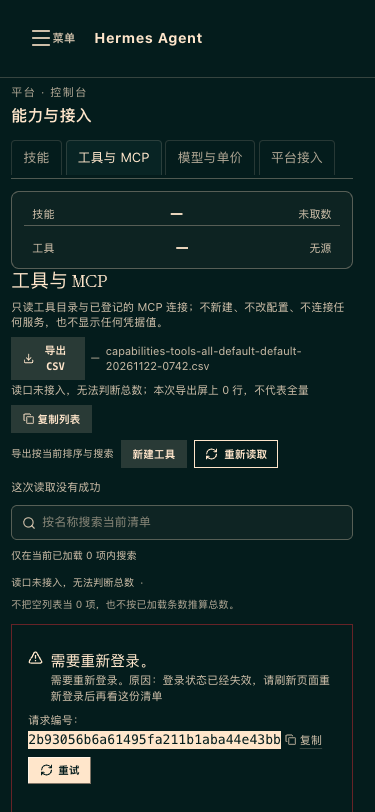 菜单 Hermes Agent
平台 · 控制台
能力与接入
技能 工具与 MCP 模型与单价 平台接入
技能 — 未取数
工具 — 无源
工具与 MCP
只读工具目录与已登记的 MCP 连接；不新建、不改配置、不连接任
何服务，也不显示任何凭据值。
导出
CSV
— capabilities-tools-all-default-default-
20261122-0742.csv
读口未接入，无法判断总数；本次导出屏上 0 行，不代表全量
复制列表
导出按当前排序与搜索 新建工具 重新读取
这次读取没有成功
按名称搜索当前清单
仅在当前已加载 0 项内搜索
读口未接入，无法判断总数 ·
不把空列表当 0 项，也不按已加载条数推算总数。
需要重新登录。
需要重新登录。原因：登录状态已经失效，请刷新页面重
新登录后再看这份清单
请求编号：
2b93056b6a61495fa211b1aba44e43bb 复制
重试